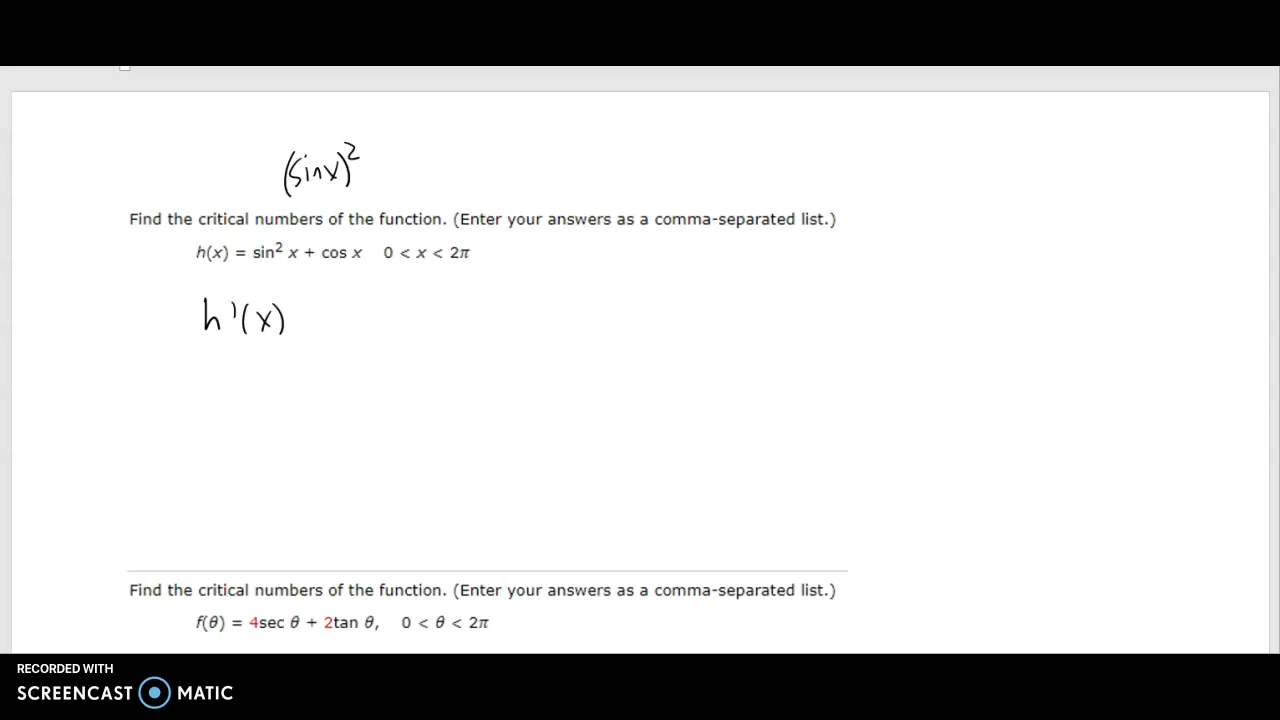 (sinx)²
Find the critical numbers of the function. (Enter your answers as a comma-separated list.)
h(x) = sin² x + cos x 0 < x < 2π
h'(x)
Find the critical numbers of the function. (Enter your answers as a comma-separated list.)
f(θ) = 4sec θ + 2tan θ, 0 < θ < 2π
RECORDED WITH
SCREENCAST MATIC